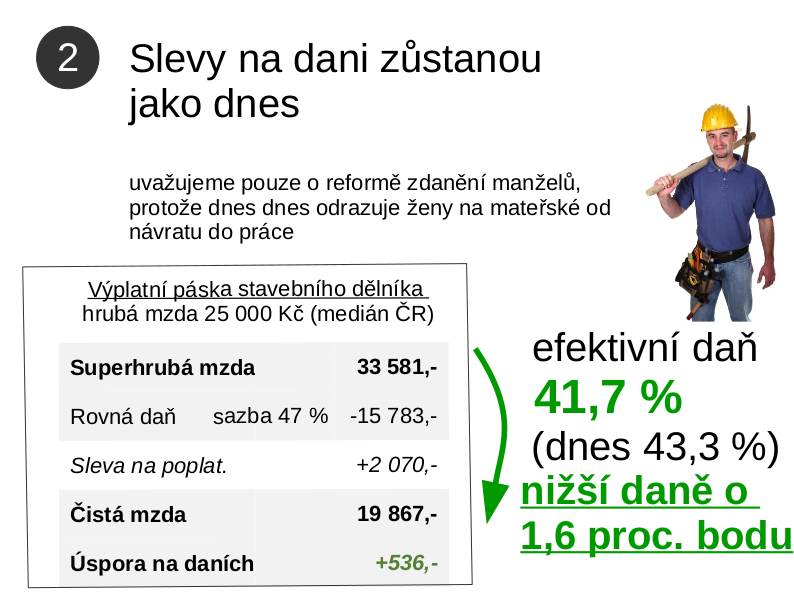 2
Slevy na dani zůstanou
jako dnes
uvažujeme pouze o reformě zdanění manželů,
protože dnes dnes odrazuje ženy na mateřské od
návratu do práce
Výplatní páska stavebního dělníka
hrubá mzda 25 000 Kč (medián ČR)
Superhrubá mzda 33 581,-
Rovná daň sazba 47 % -15 783,-
Sleva na poplat. +2 070,-
Čistá mzda 19 867,-
Úspora na daních +536,-
efektivní daň
41,7 %
(dnes 43,3 %)
nižší daně o
1,6 proc. bodu